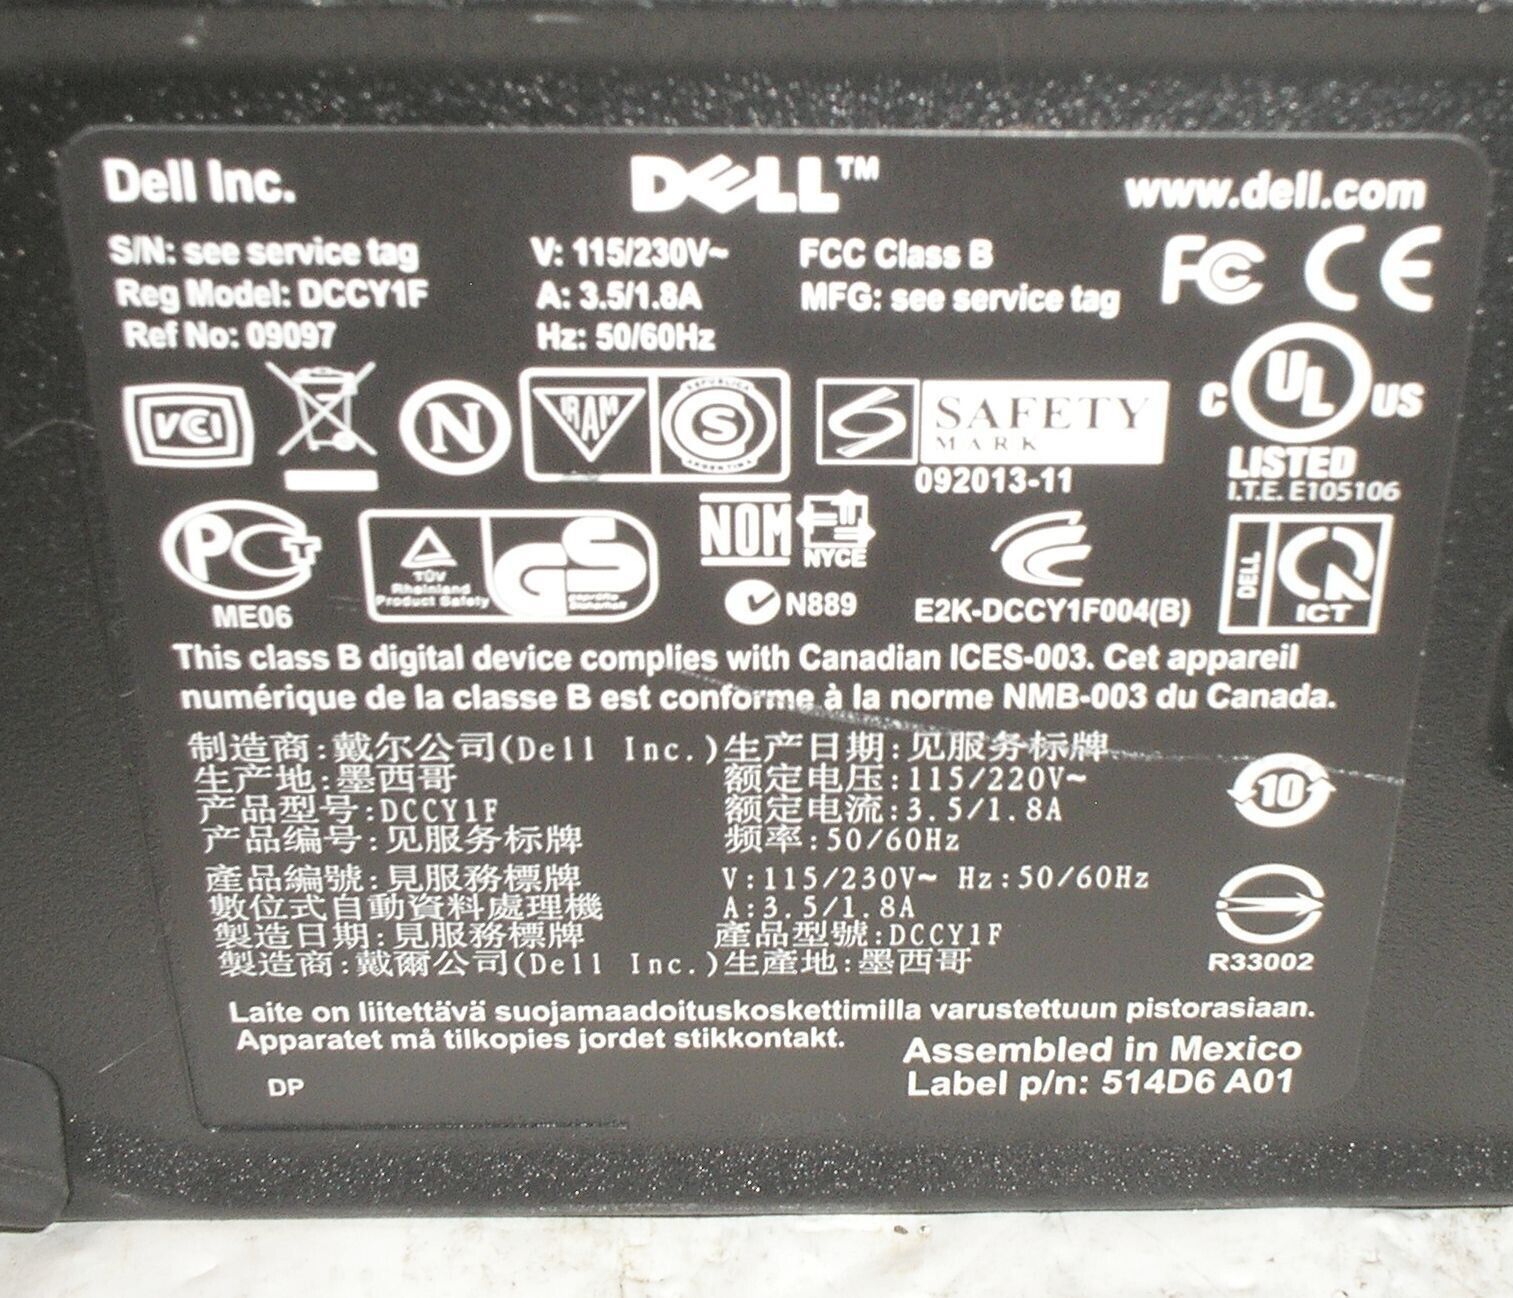 Dell Inc. DELL™ www.dell.com
S/N: see service tag V: 115/230V~ FCC Class B FC CE
Reg Model: DCCY1F A: 3.5/1.8A MFG: see service tag
Ref No: 09097 Hz: 50/60Hz
VCI N IRAM REPUBLICA S ARGENTINA SAFETY MARK C UL US
LISTED
092013-11 I.T.E. E105106
PCT TÜV Rheinland Product Safety GS geprüfte Sicherheit NOM NYCE DELL ICT
ME06 N889 E2K-DCCY1F004(B)
This class B digital device complies with Canadian ICES-003. Cet appareil
numérique de la classe B est conforme à la norme NMB-003 du Canada.
制造商:戴尔公司(Dell Inc.)生产日期:见服务标牌
生产地:墨西哥 额定电压:115/220V~
产品型号:DCCY1F 额定电流:3.5/1.8A
产品编号:见服务标牌 频率:50/60Hz
10
產品編號:見服務標牌 V:115/230V~ Hz:50/60Hz
數位式自動資料處理機 A:3.5/1.8A
製造日期:見服務標牌 產品型號:DCCY1F
製造商:戴爾公司(Dell Inc.)生產地:墨西哥 R33002
Laite on liitettävä suojamaadoituskoskettimilla varustettuun pistorasiaan.
Apparatet må tilkopies jordet stikkontakt.
Assembled in Mexico
DP Label p/n: 514D6 A01